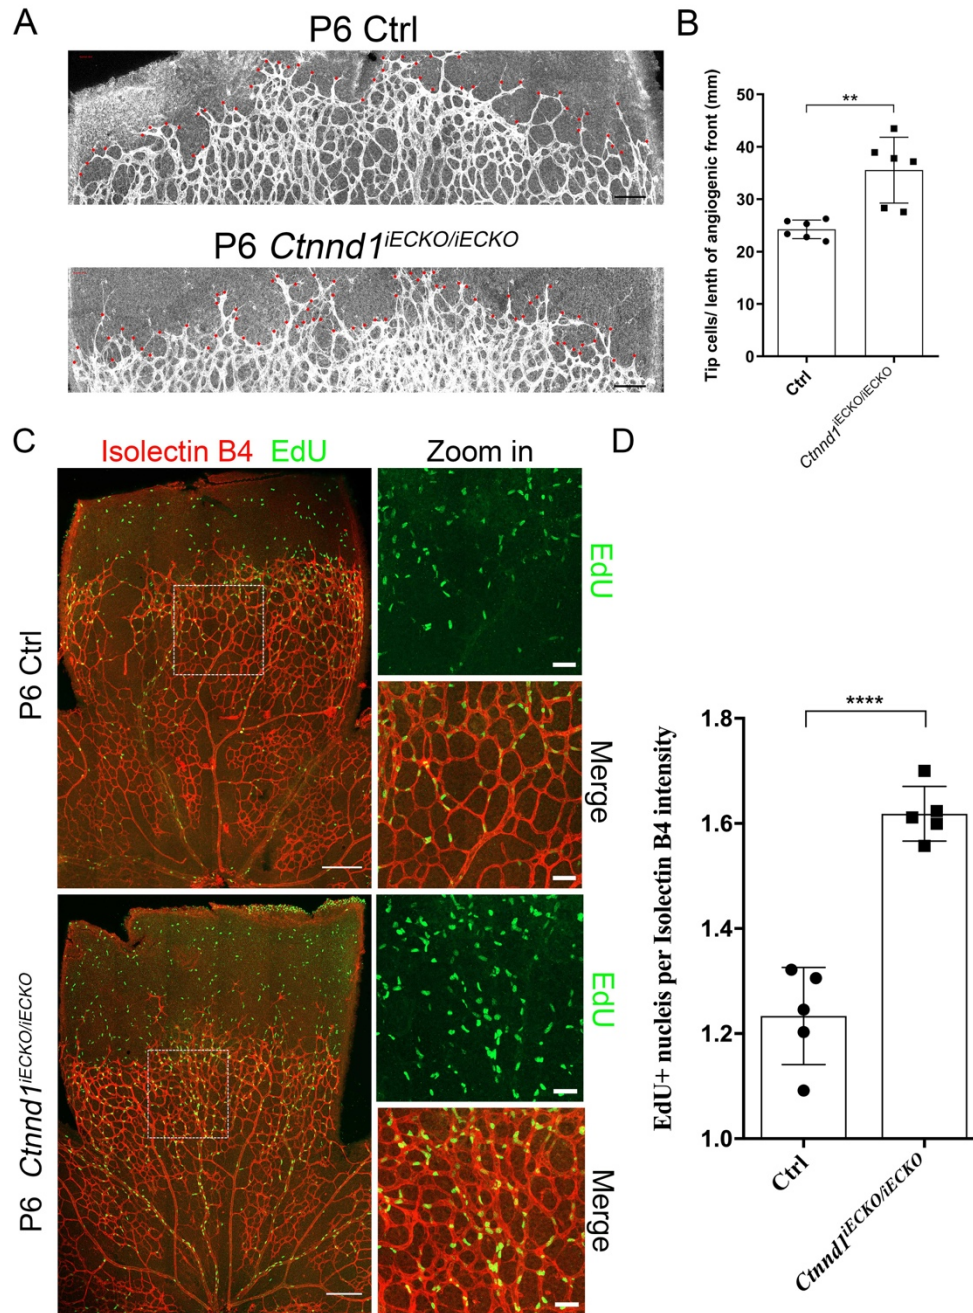 A
P6 Ctrl
P6 Ctnnd1iECKO/iECKO
B
Tip cells/ lenth of angiogenic front (mm)
50
40
30
20
10
0
**
Ctrl
Ctnnd1iECKO/iECKO
C
Isolectin B4 EdU
Zoom in
P6 Ctrl
EdU
Merge
P6 Ctnnd1iECKO/iECKO
EdU
Merge
D
EdU+ nucleis per Isolectin B4 intensity
1.8
1.6
1.4
1.2
1.0
****
Ctrl
Ctnnd1iECKO/iECKO